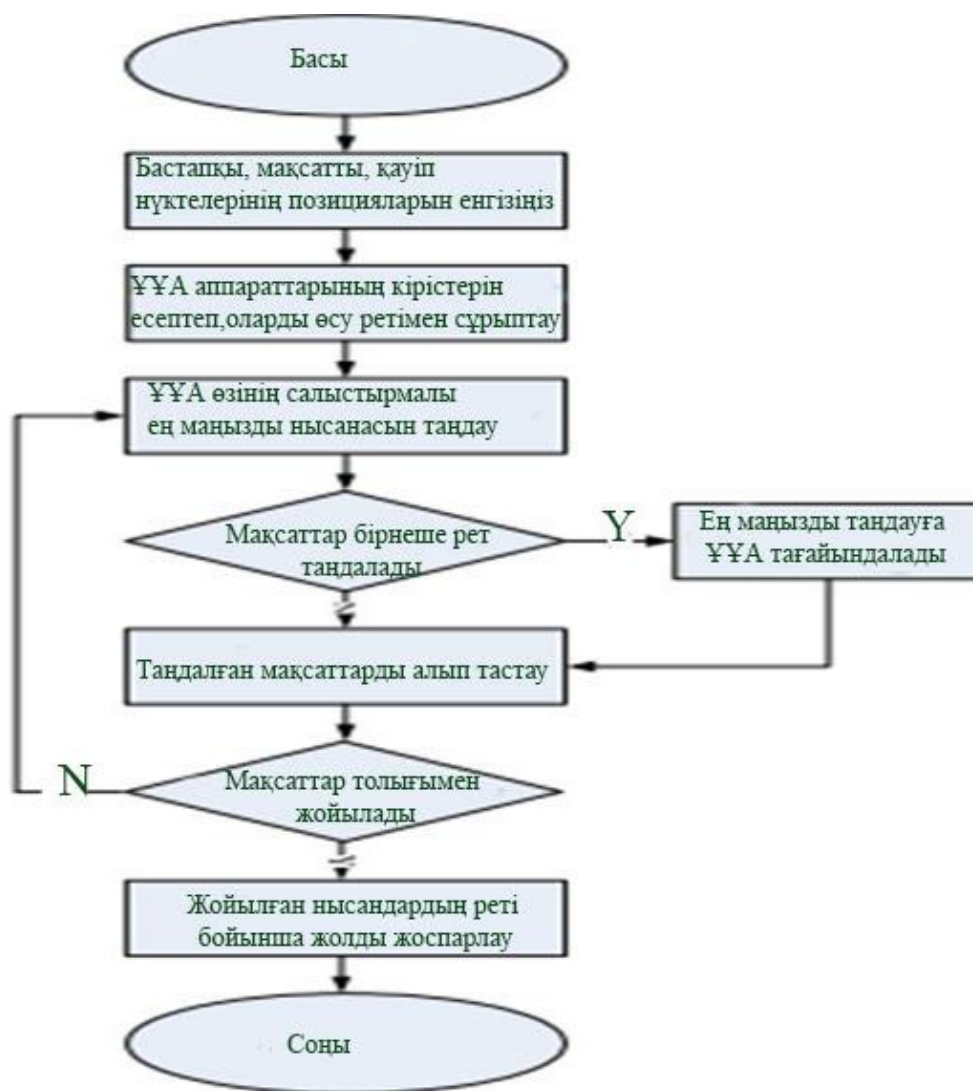 Басы
Бастапқы, мақсатты, қауіп
нүктелерінің позицияларын енгізіңіз
ҰҰА аппараттарының кірістерін
есептеп,оларды өсу ретімен сұрыптау
ҰҰА өзінің салыстырмалы
ең маңызды нысанасын таңдау
Мақсаттар бірнеше рет
таңдалады
Y
Ең маңызды таңдауға
ҰҰА тағайындалады
Таңдалған мақсаттарды алып тастау
N
Мақсаттар толығымен
жойылады
Жойылған нысандардың реті
бойынша жолды жоспарлау
Соңы